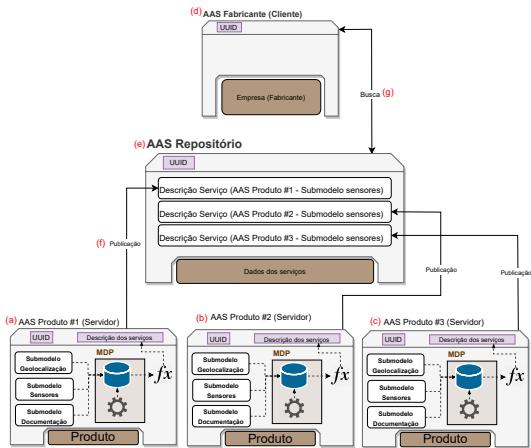 (d) AAS Fabricante (Cliente)
UUID
Empresa (Fabricante)
Busca (g)
(e) AAS Repositório
UUID
Descrição Serviço (AAS Produto #1 - Submodelo sensores)
Descrição Serviço (AAS Produto #2 - Submodelo sensores)
Descrição Serviço (AAS Produto #3 - Submodelo sensores)
Dados dos serviços
(f) Publicação
Publicação
Publicação
(a) AAS Produto #1 (Servidor)
UUID
Descrição dos serviços
MDP
Submodelo
Geolocalização
Submodelo
Sensores
Submodelo
Documentação
fx
Produto
(b) AAS Produto #2 (Servidor)
UUID
Descrição dos serviços
MDP
Submodelo
Geolocalização
Submodelo
Sensores
Submodelo
Documentação
fx
Produto
(c) AAS Produto #3 (Servidor)
UUID
Descrição dos serviços
MDP
Submodelo
Geolocalização
Submodelo
Sensores
Submodelo
Documentação
fx
Produto